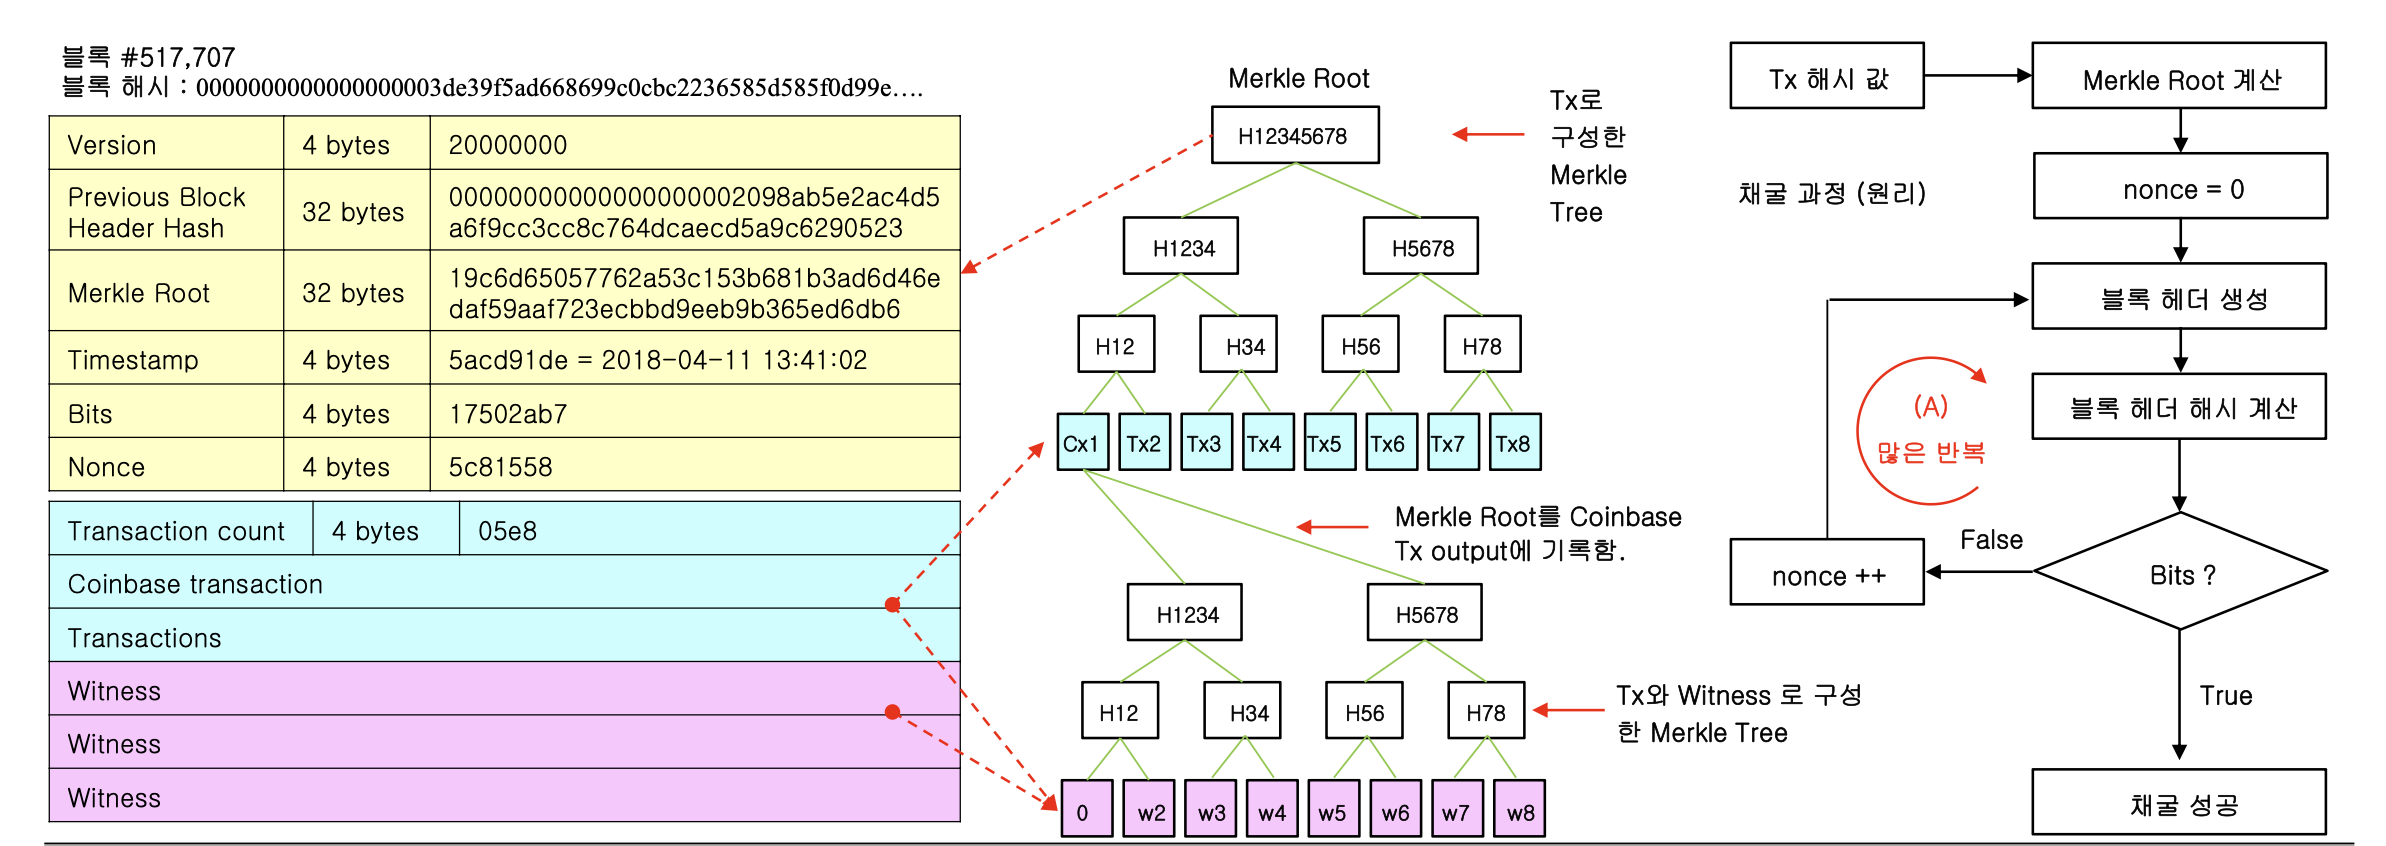 블록 #517,707
블록 해시 : 0000000000000000003de39f5ad668699c0cbc2236585d585f0d99e....
Version 4 bytes 20000000
Previous Block Header Hash 32 bytes 00000000000000000002098ab5e2ac4d5
a6f9cc3cc8c764dcaecd5a9c6290523
Merkle Root 32 bytes 19c6d65057762a53c153b681b3ad6d46e
daf59aaf723ecbbd9eeb9b365ed6db6
Timestamp 4 bytes 5acd91de = 2018-04-11 13:41:02
Bits 4 bytes 17502ab7
Nonce 4 bytes 5c81558
Transaction count 4 bytes 05e8
Coinbase transaction
Transactions
Witness
Witness
Witness
Merkle Root
H12345678
Tx로
구성한
Merkle
Tree
H1234 H5678
H12 H34 H56 H78
Cx1 Tx2 Tx3 Tx4 Tx5 Tx6 Tx7 Tx8
Merkle Root를 Coinbase
Tx output에 기록함.
H1234 H5678
H12 H34 H56 H78
Tx와 Witness 로 구성
한 Merkle Tree
0 w2 w3 w4 w5 w6 w7 w8
Tx 해시 값
Merkle Root 계산
채굴 과정 (원리)
nonce = 0
블록 헤더 생성
(A)
많은 반복
블록 헤더 해시 계산
False
nonce ++
Bits ?
True
채굴 성공